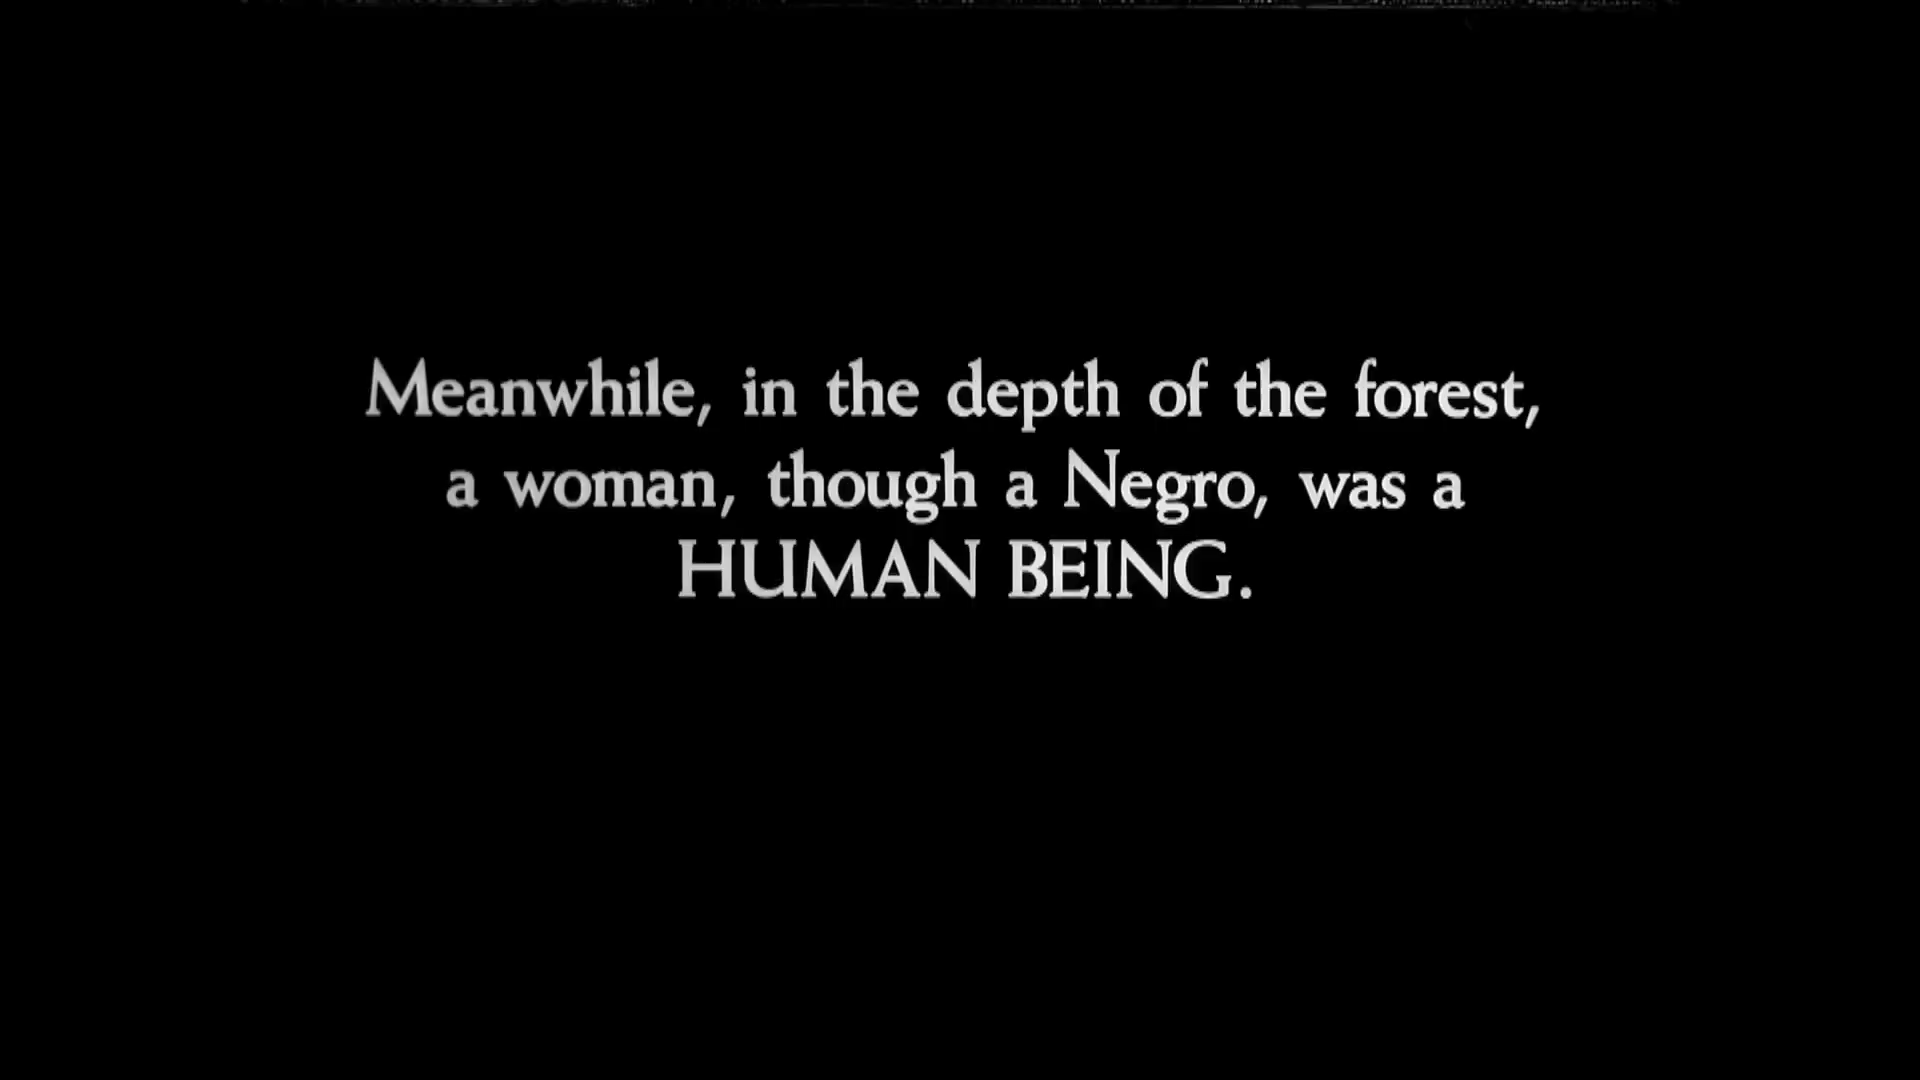 Meanwhile, in the depth of the forest,
a woman, though a Negro, was a
HUMAN BEING.